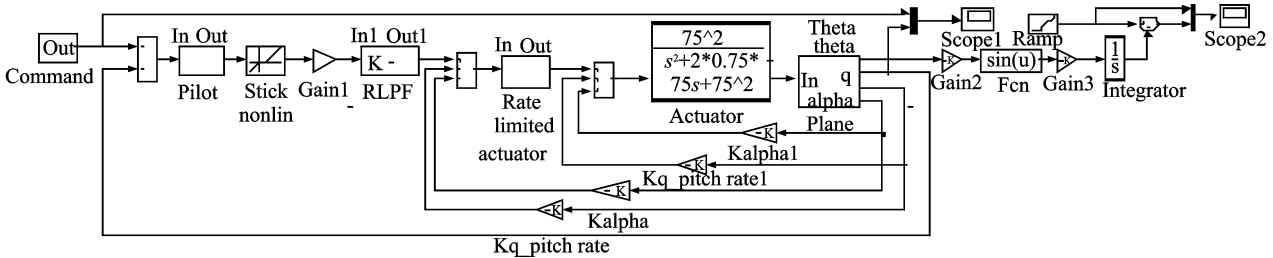 Out
Command
In Out
Pilot
Stick
nonlin
Gain1
In1 Out1
K -
RLPF
In Out
Rate
limited
actuator
75^2
s²+2*0.75*
75s+75^2
Actuator
Theta
theta
q
In
alpha
Plane
Scope1
Ramp
Scope2
-K
Gain2
sin(u)
Fcn
-K
Gain3
1
s
Integrator
-K
Kalpha1
-K
Kq_pitch rate1
-K
-K
Kalpha
Kq_pitch rate